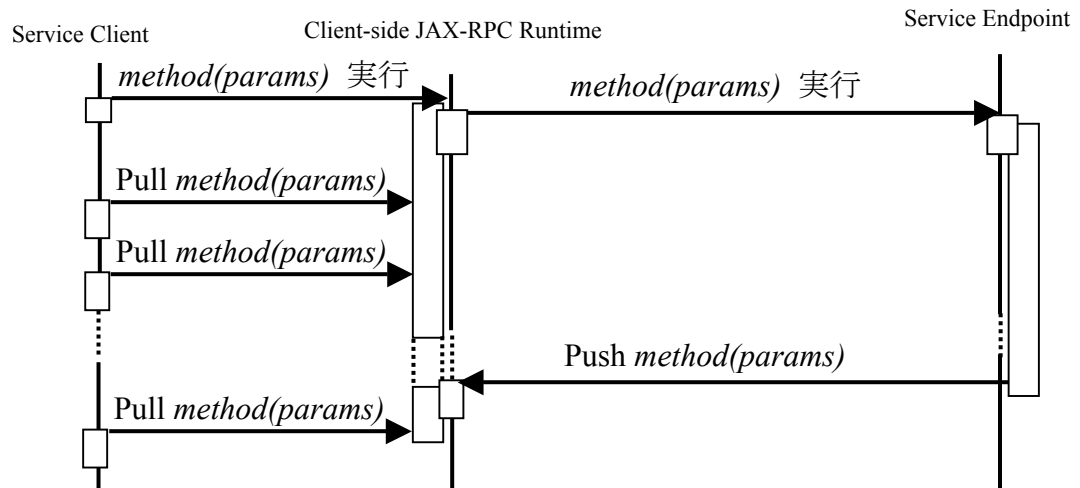 Service Client
Client-side JAX-RPC Runtime
Service Endpoint
method(params) 実行
method(params) 実行
Pull method(params)
Pull method(params)
Push method(params)
Pull method(params)